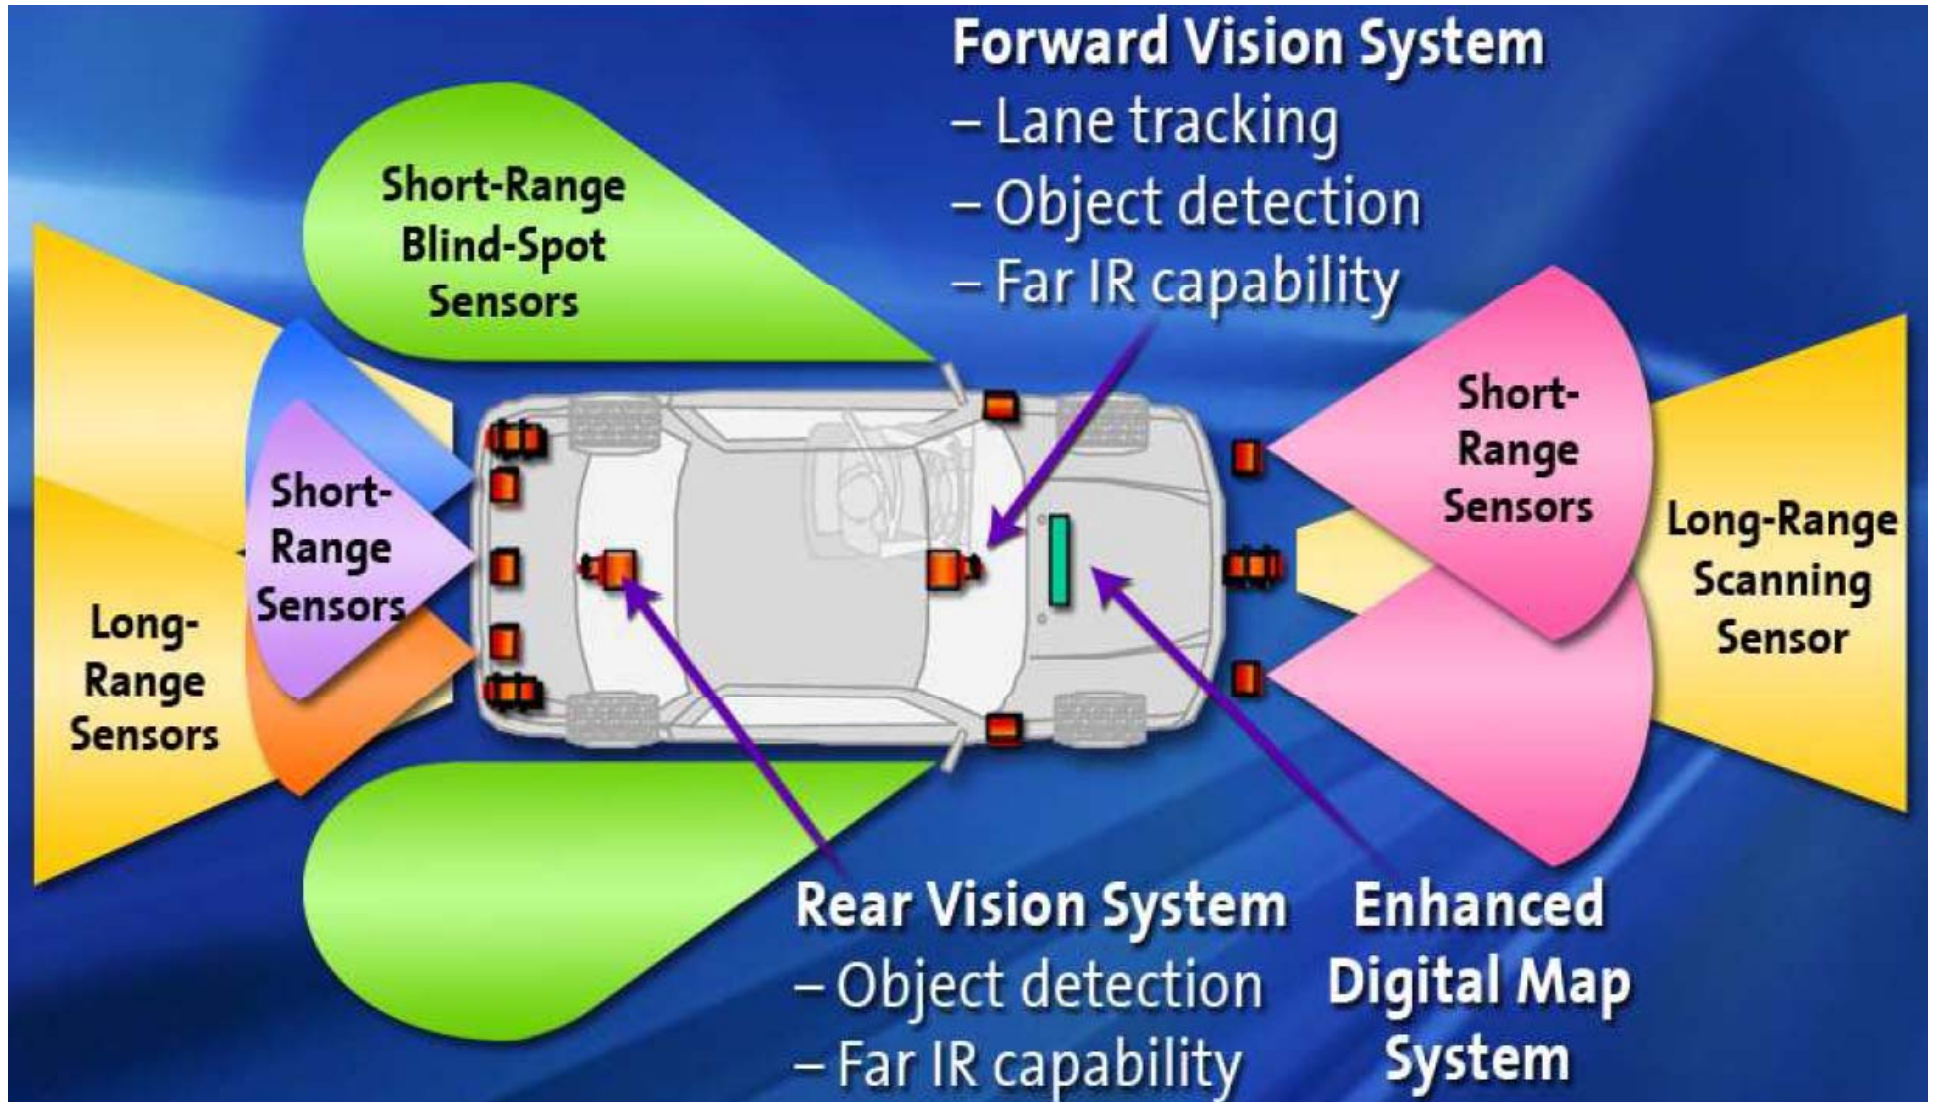 Forward Vision System
– Lane tracking
– Object detection
– Far IR capability
Short-Range
Blind-Spot
Sensors
Short-
Range
Sensors
Long-
Range
Sensors
Short-
Range
Sensors
Long-Range
Scanning
Sensor
Rear Vision System
– Object detection
– Far IR capability
Enhanced
Digital Map
System